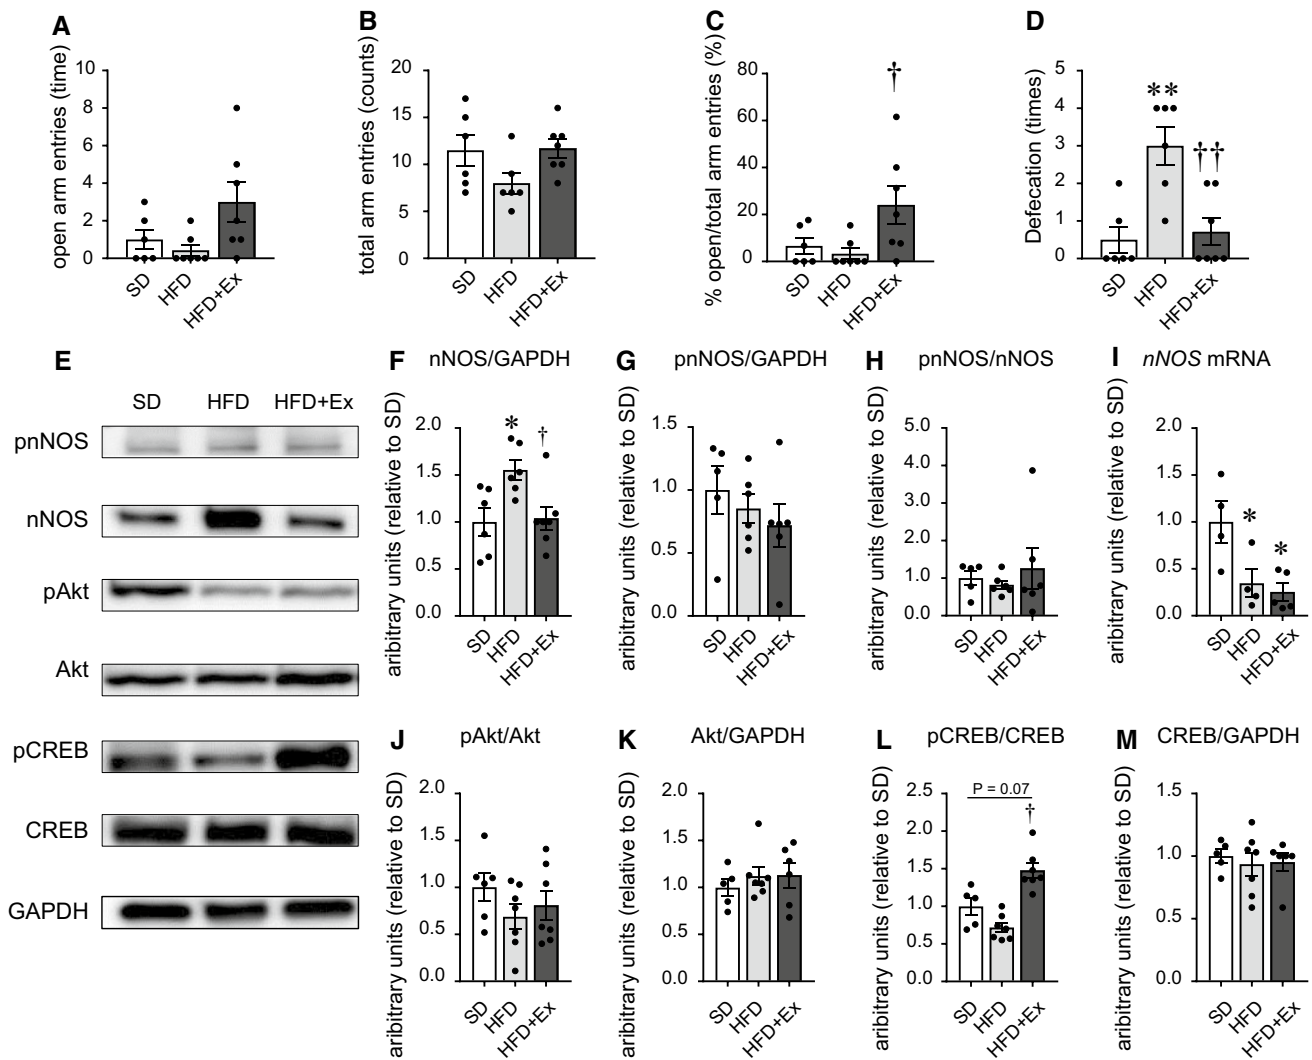 A
open arm entries (time)
10
8
6
4
2
0
SD
HFD
HFD+Ex
B
total arm entries (counts)
20
15
10
5
0
SD
HFD
HFD+Ex
C
% open/total arm entries (%)
80
60
40
20
0
†
SD
HFD
HFD+Ex
D
Defecation (times)
5
4
3
2
1
0
**
††
SD
HFD
HFD+Ex
E
SD HFD HFD+Ex
pnNOS
nNOS
pAkt
Akt
pCREB
CREB
GAPDH
F nNOS/GAPDH
aribitrary units (relative to SD)
2.0
1.5
1.0
0.5
0.0
*
†
SD
HFD
HFD+Ex
G pnNOS/GAPDH
aribitrary units (relative to SD)
1.5
1.0
0.5
0.0
SD
HFD
HFD+Ex
H pnNOS/nNOS
aribitrary units (relative to SD)
5.0
4.0
3.0
2.0
1.0
0.0
SD
HFD
HFD+Ex
I nNOS mRNA
aribitrary units (relative to SD)
2.0
1.5
1.0
0.5
0.0
*
*
SD
HFD
HFD+Ex
J pAkt/Akt
aribitrary units (relative to SD)
2.0
1.5
1.0
0.5
0.0
SD
HFD
HFD+Ex
K Akt/GAPDH
aribitrary units (relative to SD)
2.0
1.5
1.0
0.5
0.0
SD
HFD
HFD+Ex
L pCREB/CREB
aribitrary units (relative to SD)
2.5
2.0
1.5
1.0
0.5
0.0
P = 0.07
†
SD
HFD
HFD+Ex
M CREB/GAPDH
aribitrary units (relative to SD)
1.5
1.0
0.5
0.0
SD
HFD
HFD+Ex